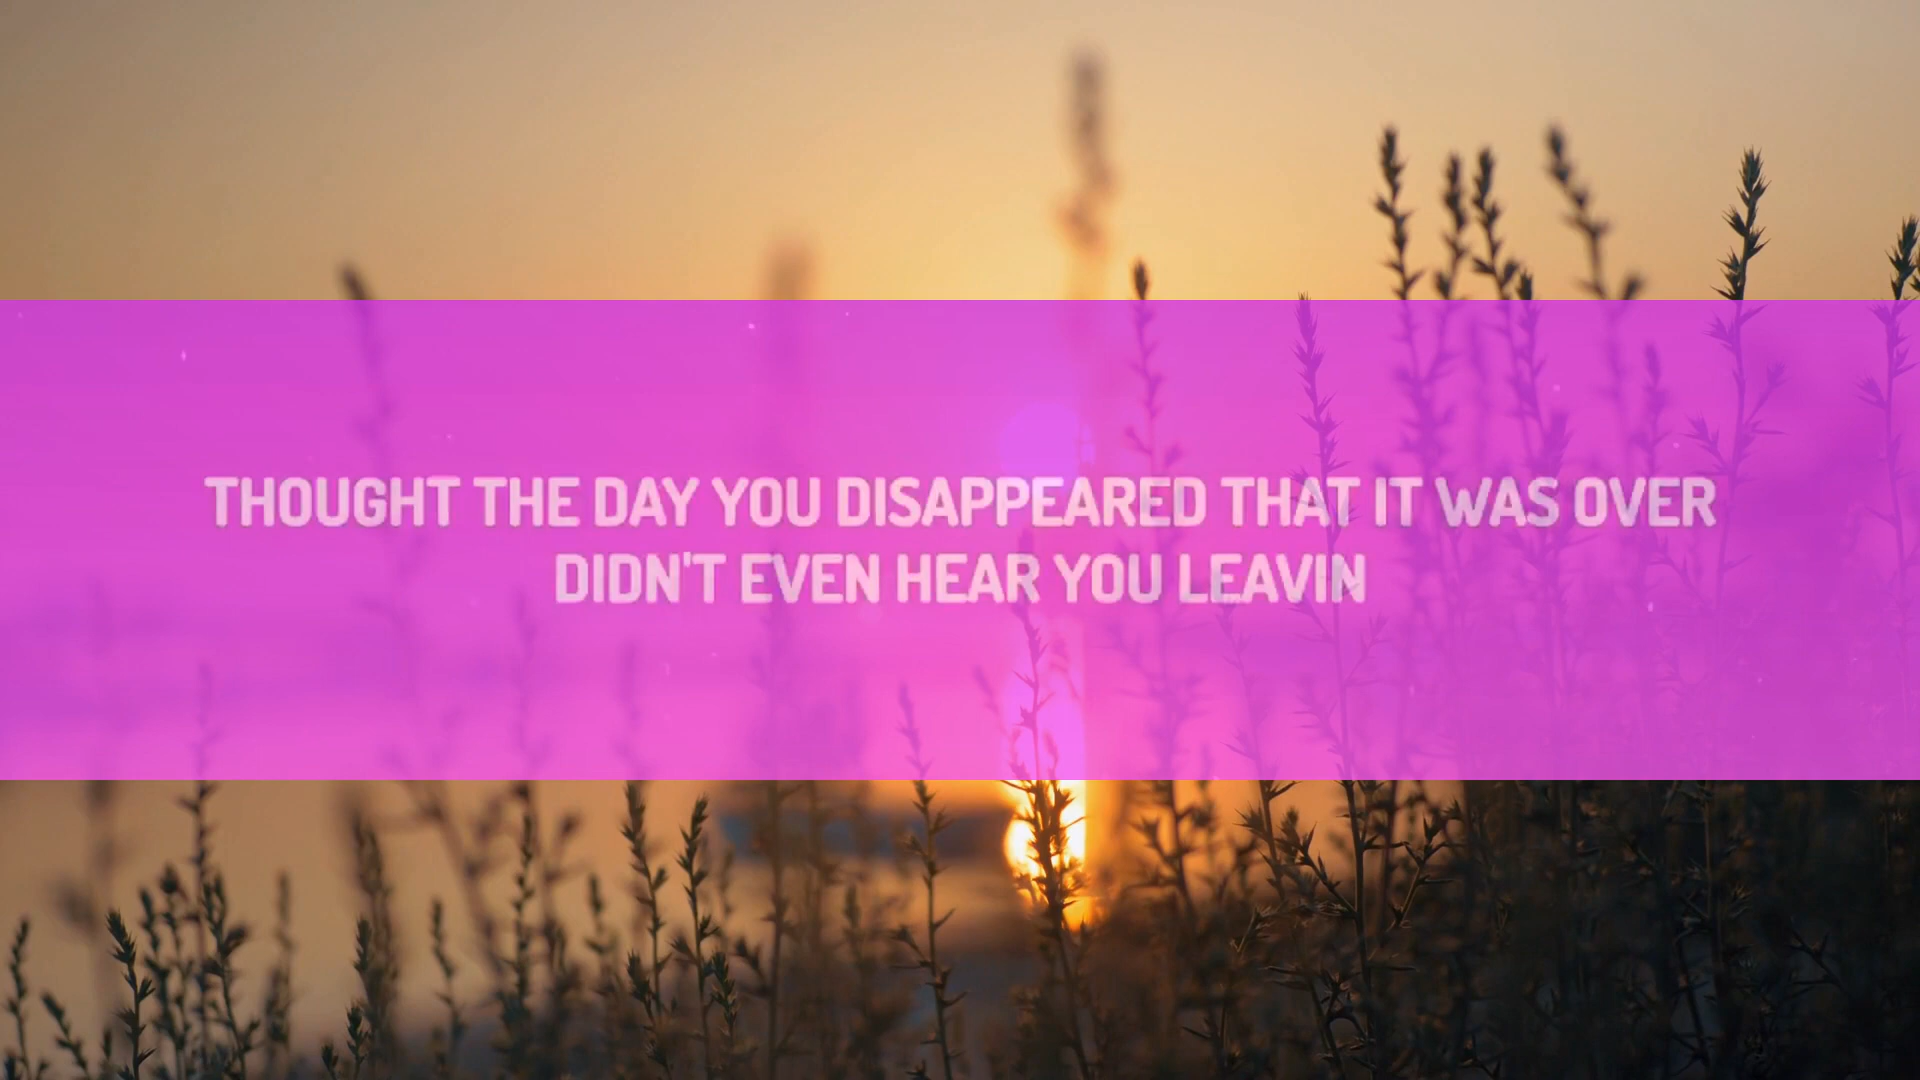 THOUGHT THE DAY YOU DISAPPEARED THAT IT WAS OVER
DIDN'T EVEN HEAR YOU LEAVIN